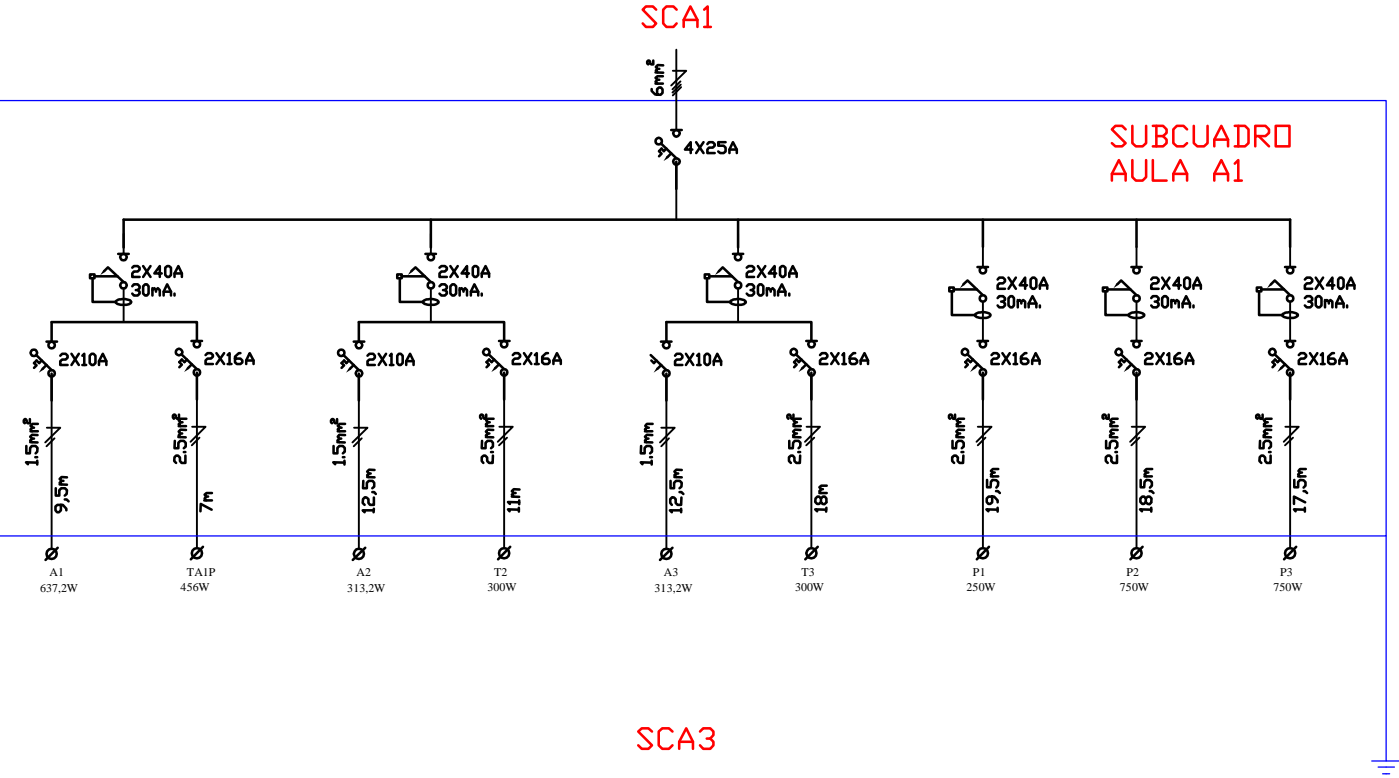 SCA1
6mm²
4X25A
SUBCUADRO
AULA A1
2X40A
30mA.
2X40A
30mA.
2X40A
30mA.
2X40A
30mA.
2X40A
30mA.
2X40A
30mA.
2X10A
2X16A
2X10A
2X16A
2X10A
2X16A
2X16A
2X16A
2X16A
1.5mm²
2.5mm²
1.5mm²
2.5mm²
1.5mm
2.5mm²
2.5mm²
2.5mm²
2.5mm²
9,5m
7m
12,5m
11m
12,5m
18m
19,5m
18,5m
17,5m
A1
637,2W
TA1P
456W
A2
313,2W
T2
300W
A3
313,2W
T3
300W
P1
250W
P2
750W
P3
750W
SCA3